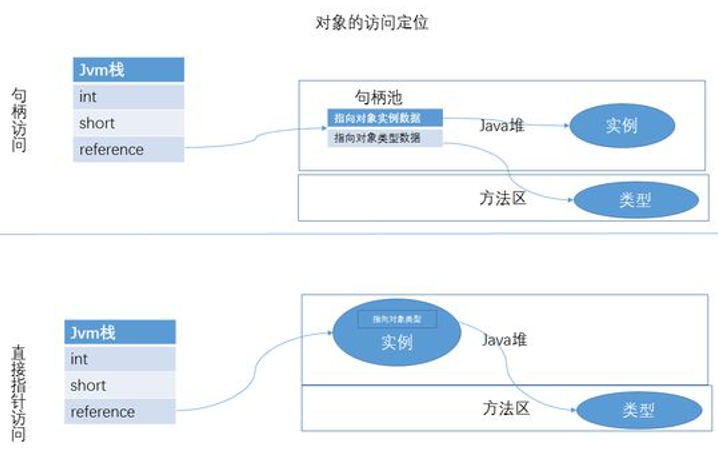 对象的访问定位
句柄访问
Jvm栈
int
short
reference
句柄池
指向对象实例数据
指向对象类型数据
Java堆
实例
方法区
类型
直接指针访问
Jvm栈
int
short
reference
指向对象类型
实例
Java堆
方法区
类型